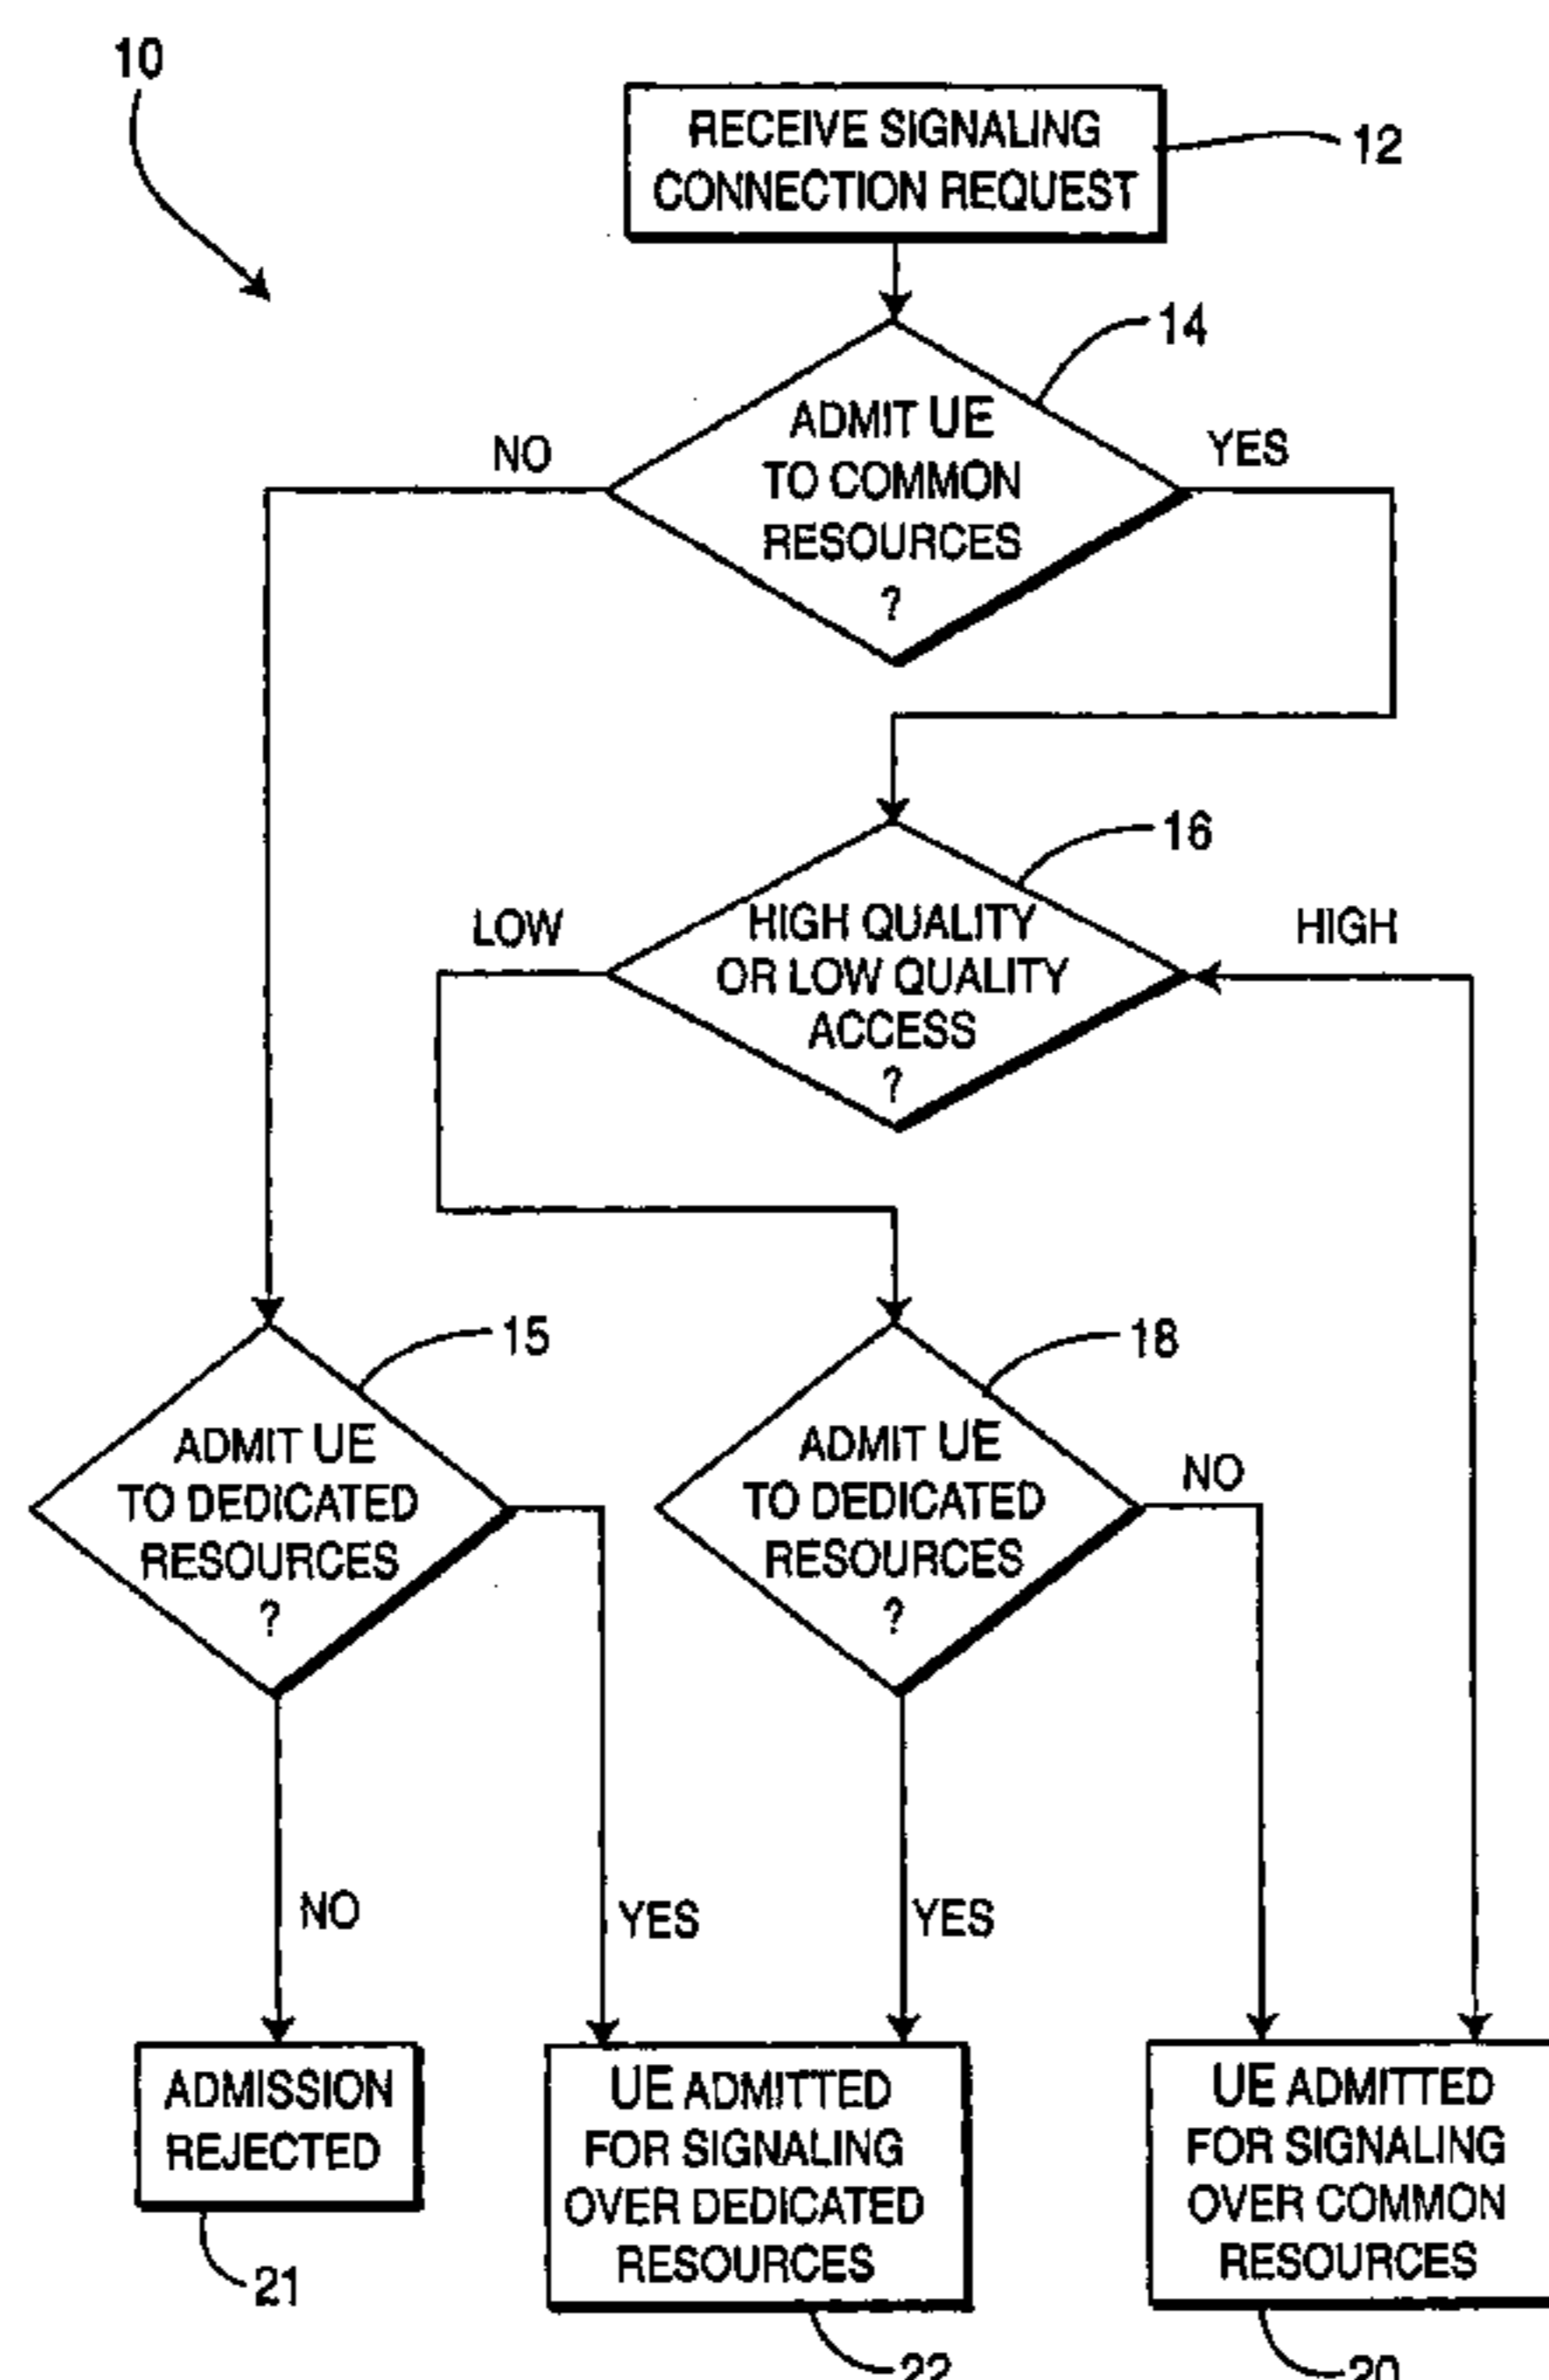 10
RECEIVE SIGNALING
CONNECTION REQUEST
12
14
ADMIT UE
TO COMMON
RESOURCES
?
NO
YES
16
HIGH QUALITY
OR LOW QUALITY
ACCESS
?
LOW
HIGH
15
ADMIT UE
TO DEDICATED
RESOURCES
?
18
ADMIT UE
TO DEDICATED
RESOURCES
?
NO
NO
YES
YES
ADMISSION
REJECTED
21
UE ADMITTED
FOR SIGNALING
OVER DEDICATED
RESOURCES
22
UE ADMITTED
FOR SIGNALING
OVER COMMON
RESOURCES
20